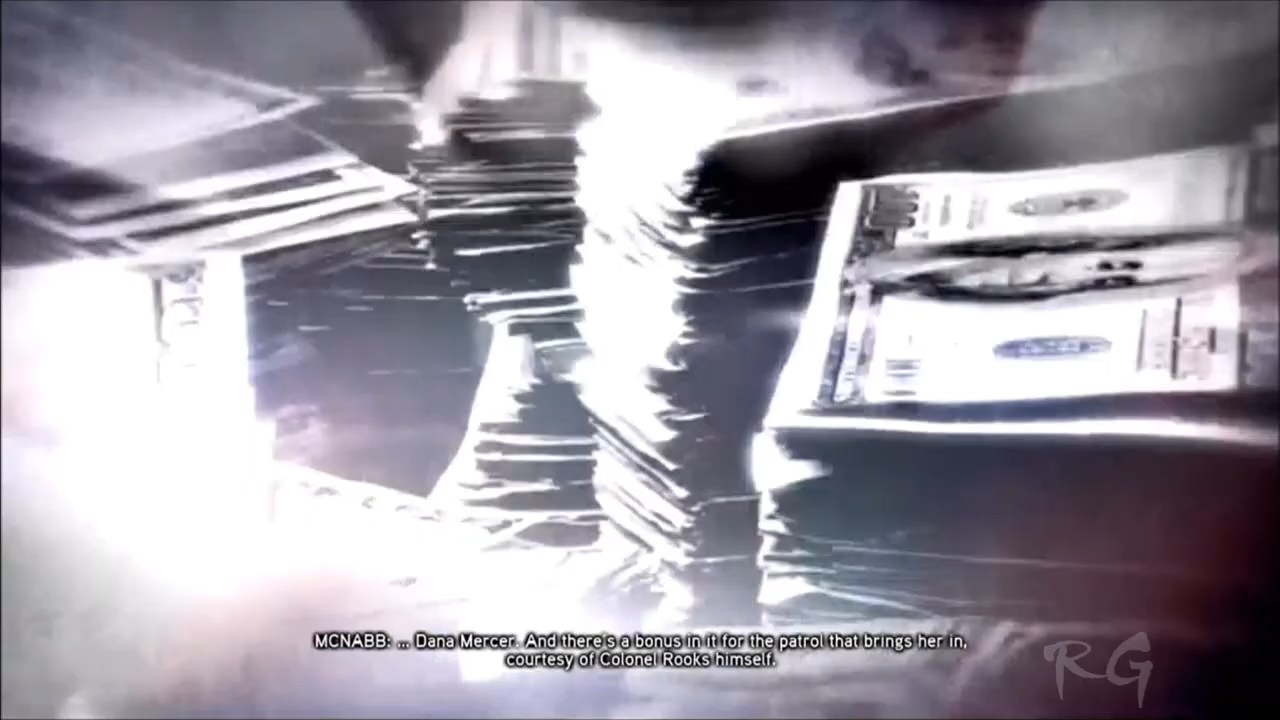 MCNABB: ... Dana Mercer. And there's a bonus in it for the patrol that brings her in,
courtesy of Colonel Rooks himself.
RG